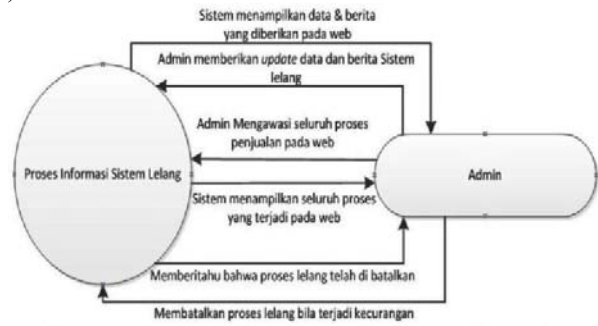 Sistem menampilkan data & berita
yang diberikan pada web
Admin memberikan update data dan berita Sistem
lelang
Admin Mengawasi seluruh proses
penjualan pada web
Proses Informasi Sistem Lelang
Admin
Sistem menampilkan seluruh proses
yang terjadi pada web
Memberitahu bahwa proses lelang telah di batalkan
Membatalkan proses lelang bila terjadi kecurangan